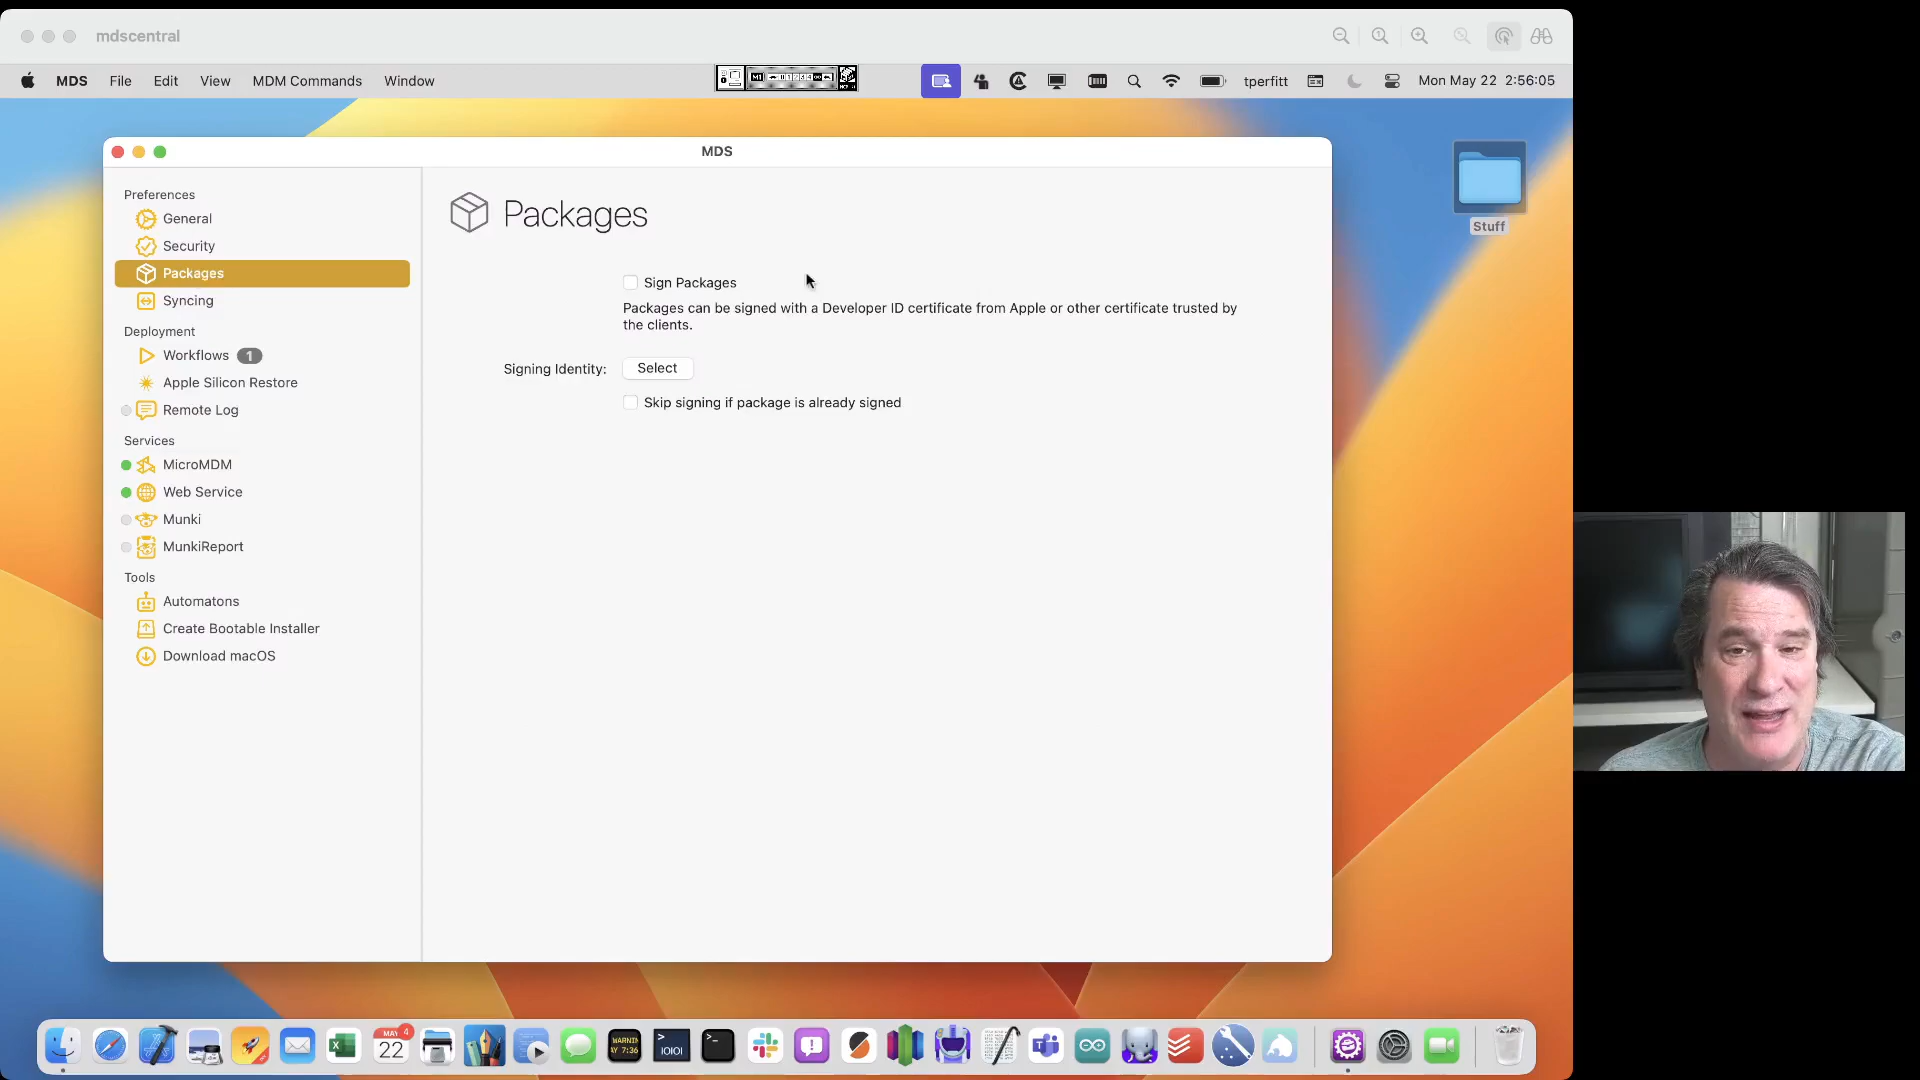 mdscentral
MDS File Edit View MDM Commands Window
tperfitt Mon May 22 2:56:05
MDS
Preferences
General
Security
Packages
Syncing
Deployment
Workflows 1
Apple Silicon Restore
Remote Log
Services
MicroMDM
Web Service
Munki
MunkiReport
Tools
Automatons
Create Bootable Installer
Download macOS
Packages
Sign Packages
Packages can be signed with a Developer ID certificate from Apple or other certificate trusted by
the clients.
Signing Identity: Select
Skip signing if package is already signed
Stuff
MAY 4
22